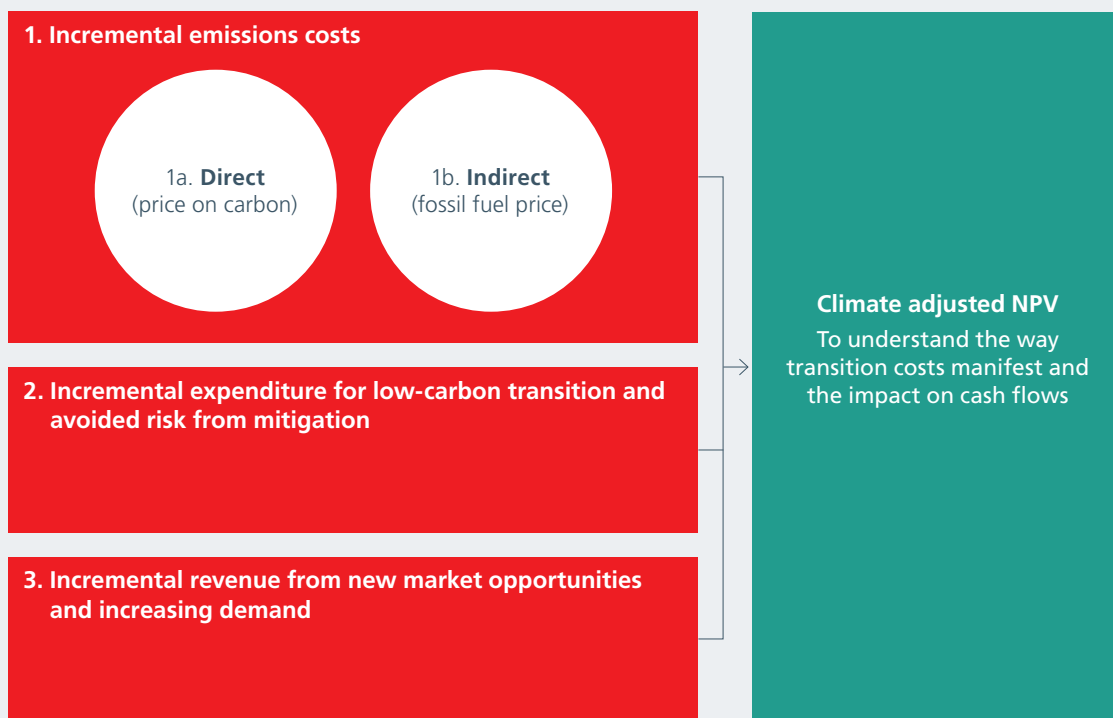 1. Incremental emissions costs
1a. Direct
(price on carbon)
1b. Indirect
(fossil fuel price)
2. Incremental expenditure for low-carbon transition and
avoided risk from mitigation
3. Incremental revenue from new market opportunities
and increasing demand
Climate adjusted NPV
To understand the way
transition costs manifest and
the impact on cash flows